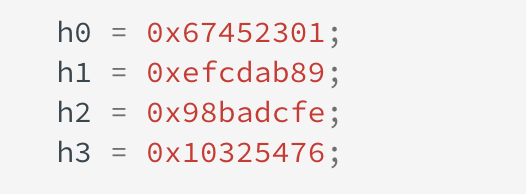 h0 = 0x67452301;
h1 = 0xefcdab89;
h2 = 0x98badcfe;
h3 = 0x10325476;